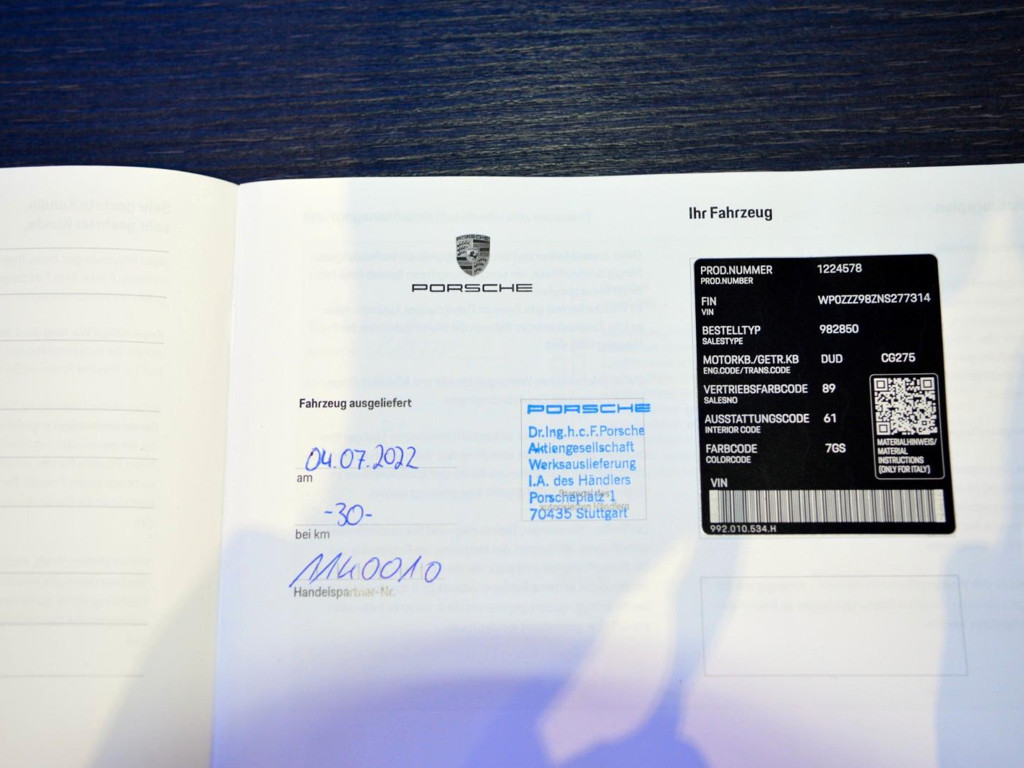 PORSCHE
Fahrzeug ausgeliefert
04.07.2022
am
-30-
bei km
1140010
Handelspartner-Nr.
PORSCHE
Dr.Ing.h.c.F.Porsche
Aktiengesellschaft
Werksauslieferung
I.A. des Händlers
Porscheplatz 1
70435 Stuttgart
Ihr Fahrzeug
PROD.NUMMER 1224578
PROD.NUMBER
FIN WP0ZZZ98ZNS277314
VIN
BESTELLTYP 982850
SALESTYPE
MOTORKB./GETR.KB DUD CG275
ENG.CODE/TRANS.CODE
VERTRIEBSFARBCODE 89
SALESNO
AUSSTATTUNGSCODE 61
INTERIOR CODE
FARBCODE 7GS
COLORCODE
MATERIALHINWEIS/
MATERIAL
INSTRUCTIONS
(ONLY FOR ITALY)
VIN
992.010.534.H